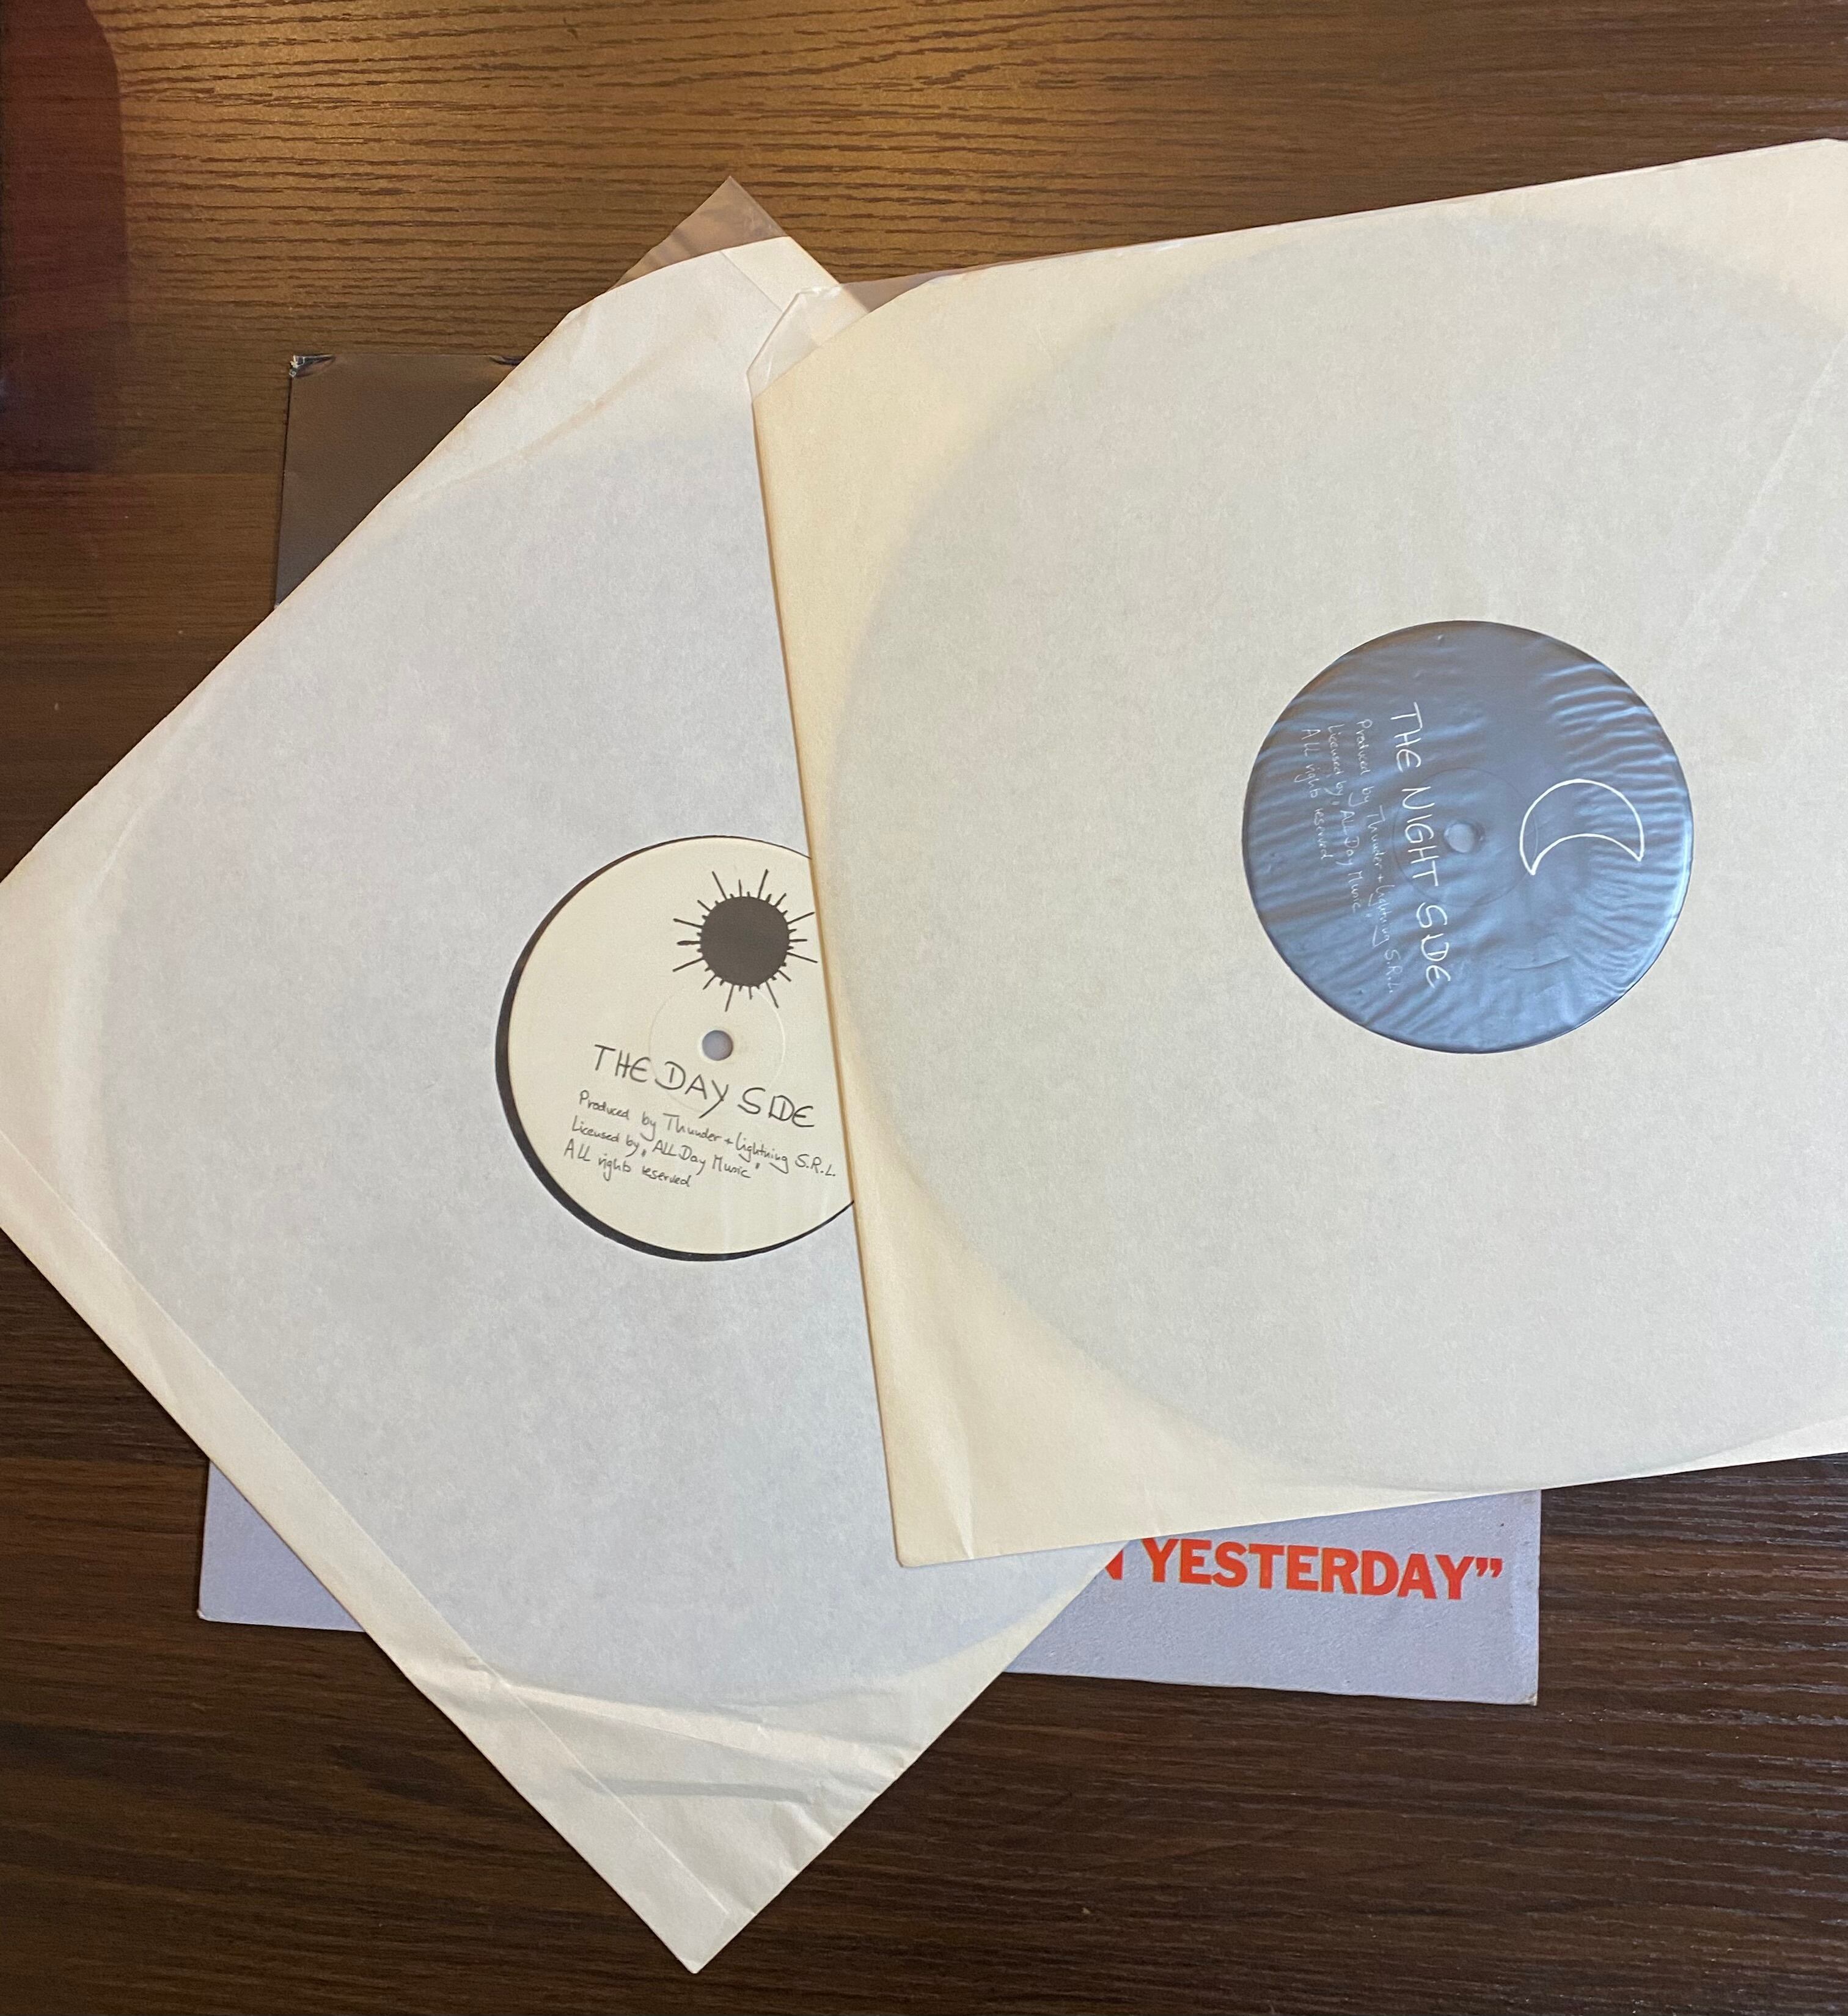 THE DAY SIDE
Produced by Thunder + Lightning S.R.L.
Licensed by "ALL Day Music"
ALL rights reserved
THE NIGHT SIDE
Produced by Thunder + Lightning S.R.L.
Licensed by "ALL Day Music"
ALL rights reserved
N YESTERDAY”